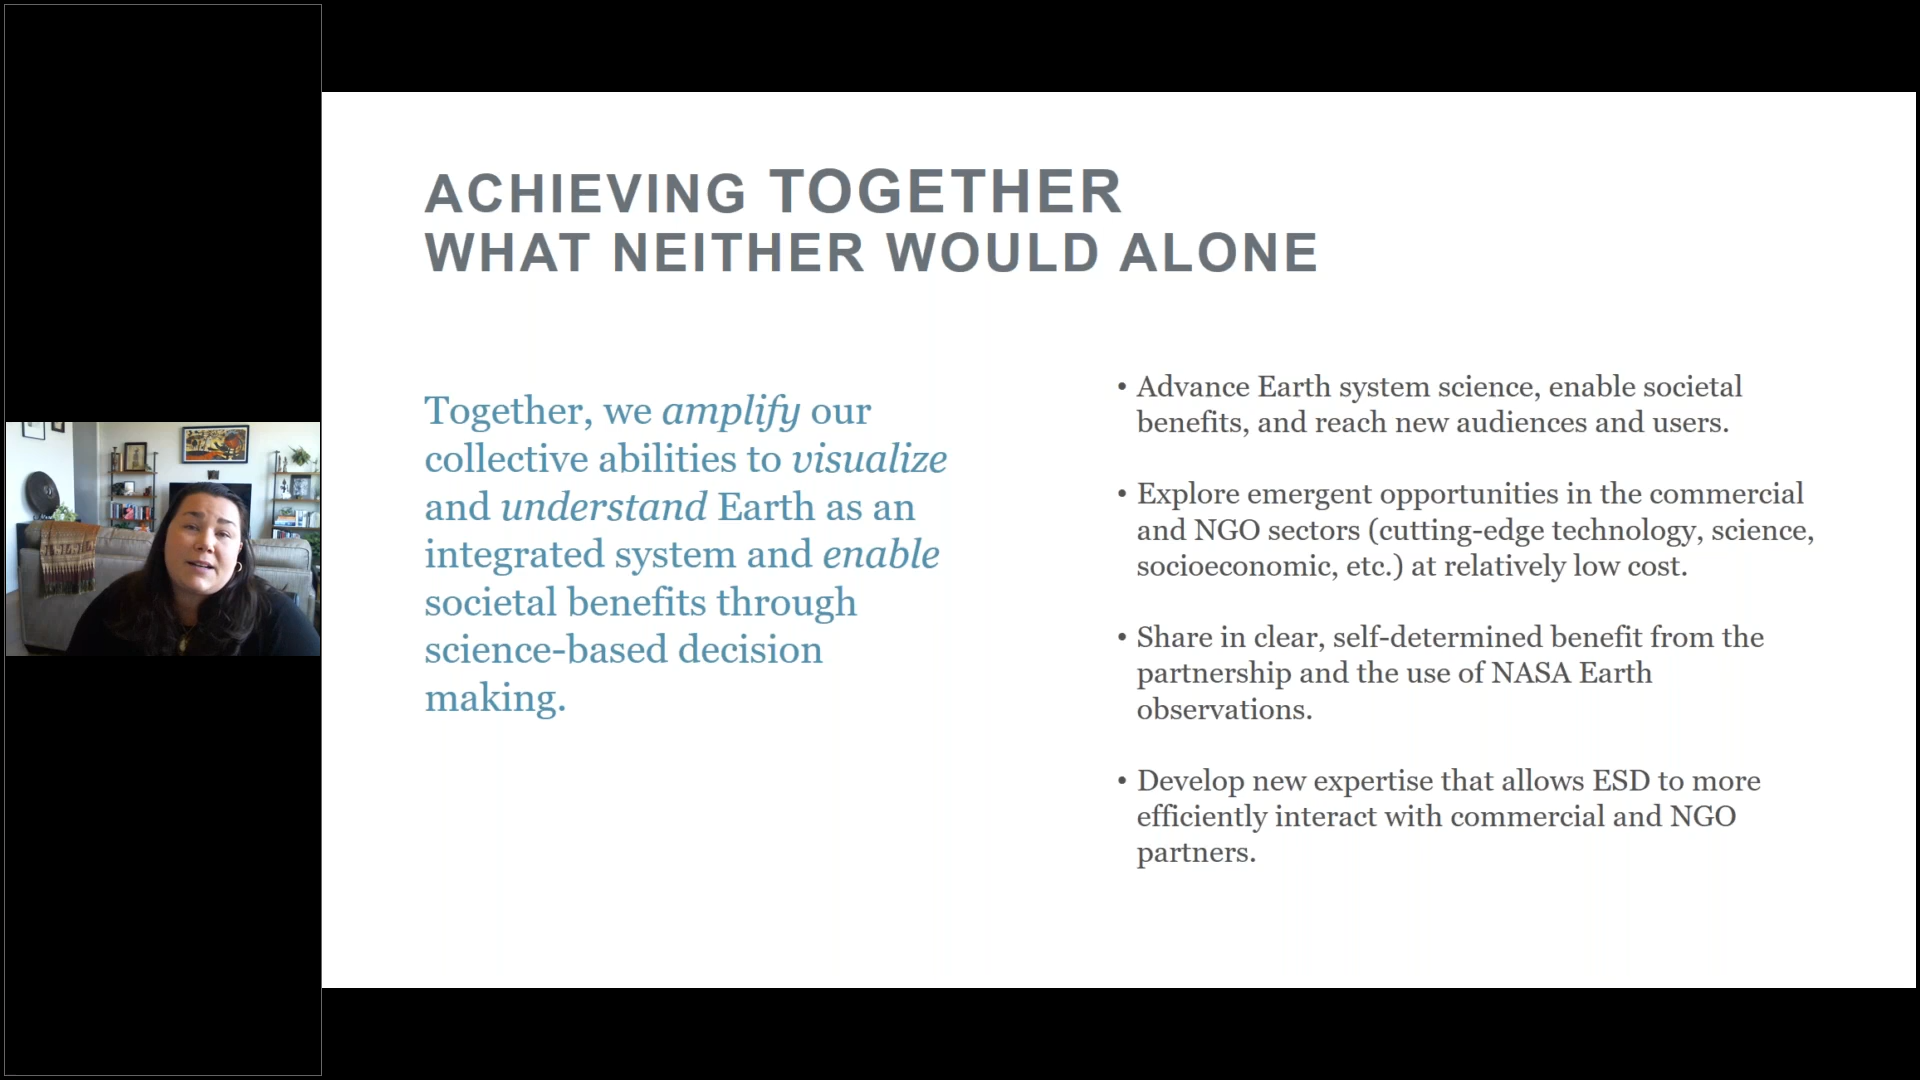 ACHIEVING TOGETHER
WHAT NEITHER WOULD ALONE
Together, we amplify our
collective abilities to visualize
and understand Earth as an
integrated system and enable
societal benefits through
science-based decision
making.
• Advance Earth system science, enable societal
benefits, and reach new audiences and users.
• Explore emergent opportunities in the commercial
and NGO sectors (cutting-edge technology, science,
socioeconomic, etc.) at relatively low cost.
• Share in clear, self-determined benefit from the
partnership and the use of NASA Earth
observations.
• Develop new expertise that allows ESD to more
efficiently interact with commercial and NGO
partners.